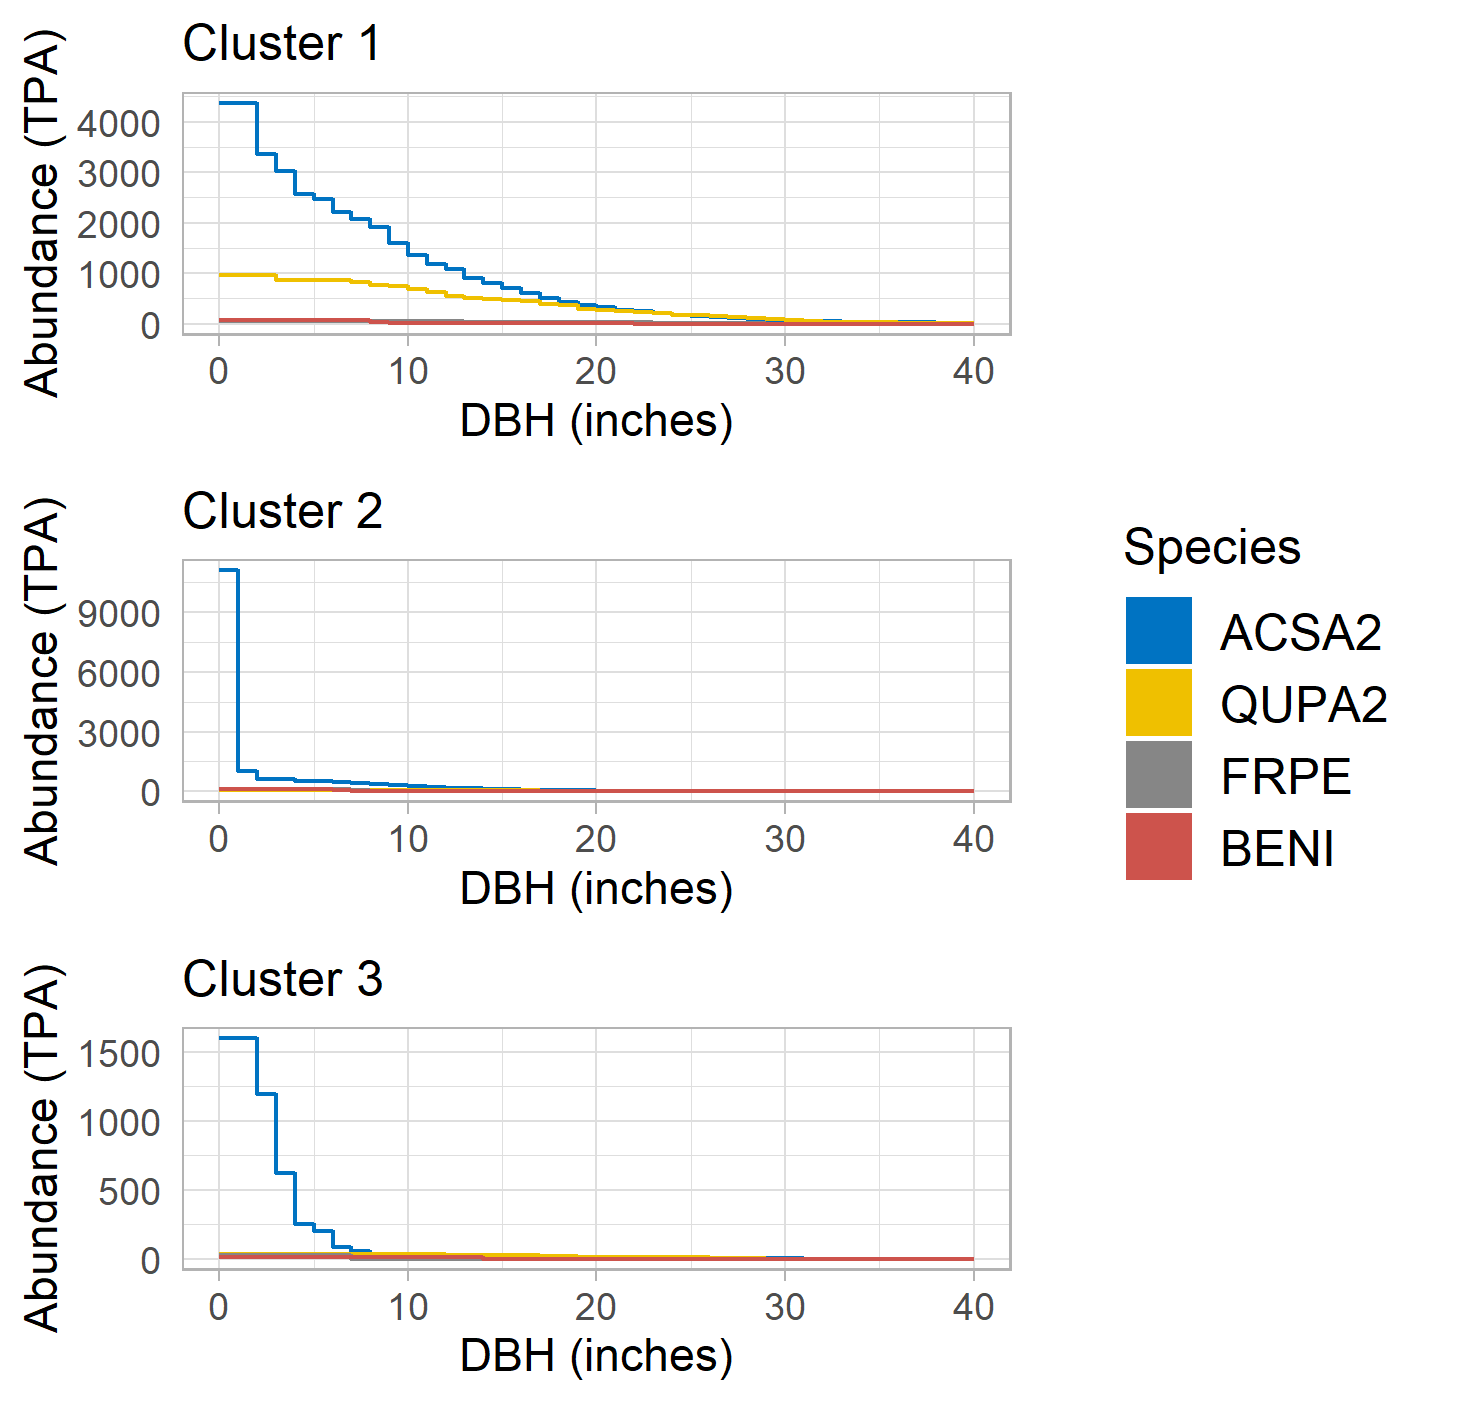 Cluster 1
Abundance (TPA)
4000
3000
2000
1000
0
0 10 20 30 40
DBH (inches)
Cluster 2
Abundance (TPA)
9000
6000
3000
0
0 10 20 30 40
DBH (inches)
Species
ACSA2
QUPA2
FRPE
BENI
Cluster 3
Abundance (TPA)
1500
1000
500
0
0 10 20 30 40
DBH (inches)